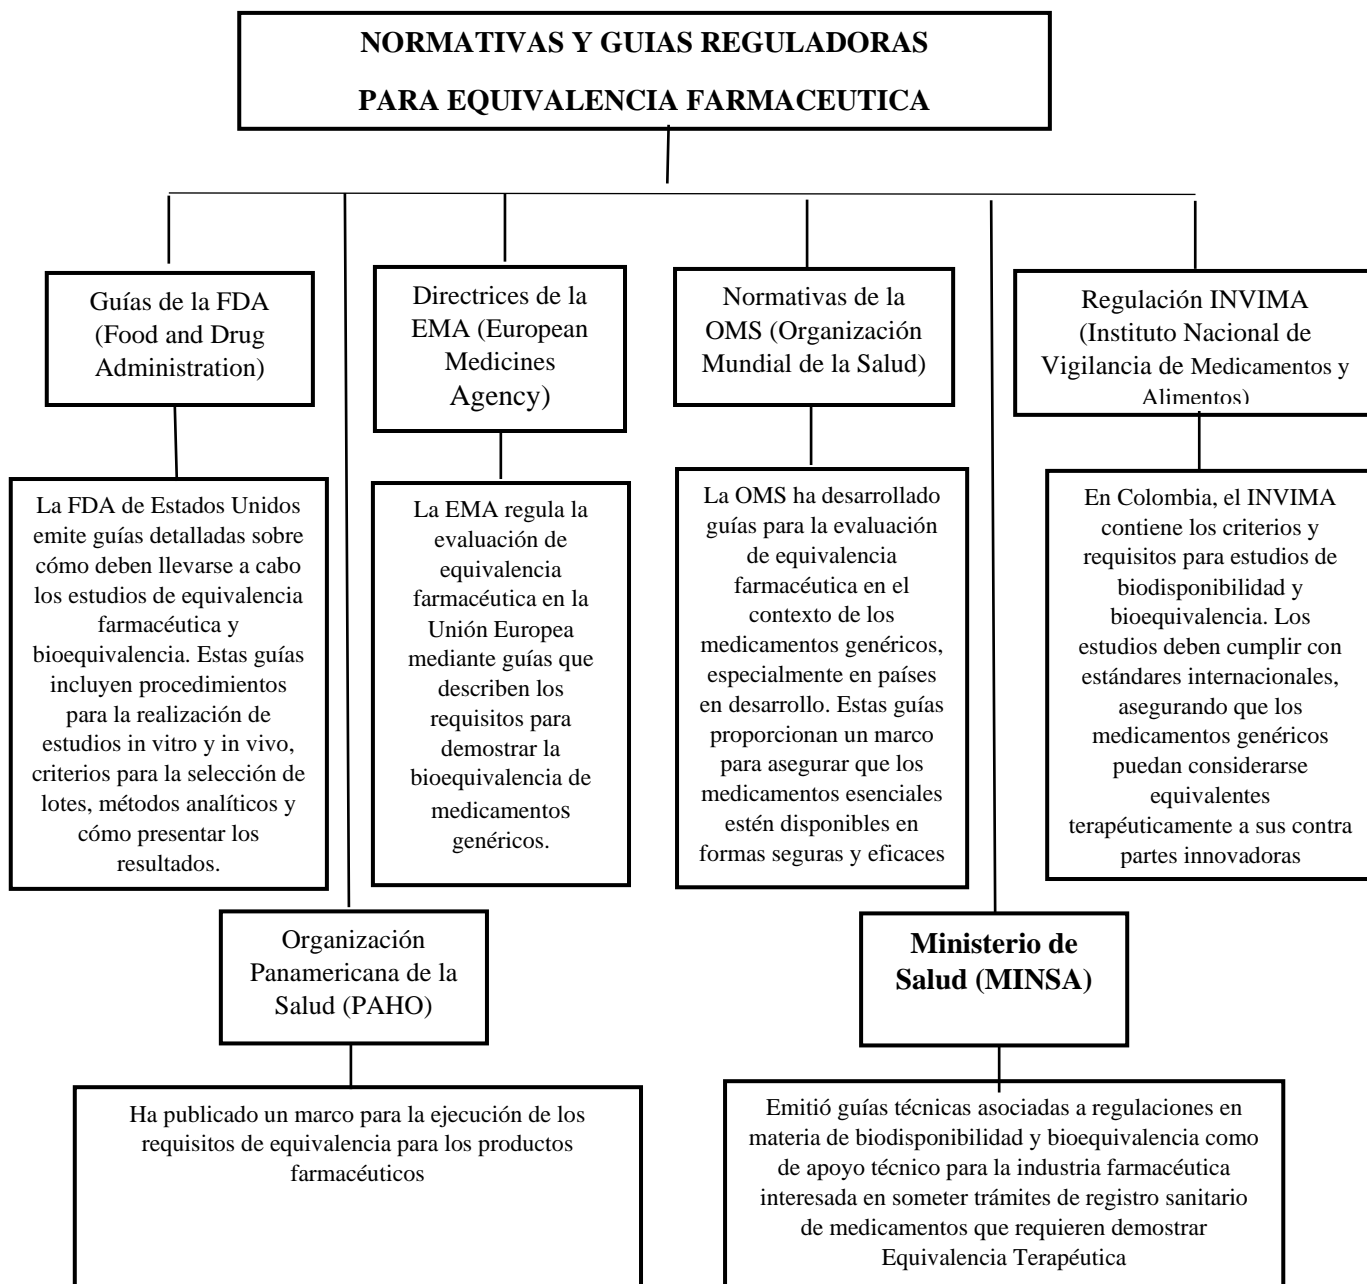 NORMATIVAS Y GUIAS REGULADORAS
PARA EQUIVALENCIA FARMACEUTICA
Guías de la FDA
(Food and Drug
Administration)
Directrices de la
EMA (European
Medicines
Agency)
Normativas de la
OMS (Organización
Mundial de la Salud)
Regulación INVIMA
(Instituto Nacional de
Vigilancia de Medicamentos y
Alimentos)
La FDA de Estados Unidos
emite guías detalladas sobre
cómo deben llevarse a cabo
los estudios de equivalencia
farmacéutica y
bioequivalencia. Estas guías
incluyen procedimientos
para la realización de
estudios in vitro y in vivo,
criterios para la selección de
lotes, métodos analíticos y
cómo presentar los
resultados.
La EMA regula la
evaluación de
equivalencia
farmacéutica en la
Unión Europea
mediante guías que
describen los
requisitos para
demostrar la
bioequivalencia de
medicamentos
genéricos.
La OMS ha desarrollado
guías para la evaluación
de equivalencia
farmacéutica en el
contexto de los
medicamentos genéricos,
especialmente en países
en desarrollo. Estas guías
proporcionan un marco
para asegurar que los
medicamentos esenciales
estén disponibles en
formas seguras y eficaces
En Colombia, el INVIMA
contiene los criterios y
requisitos para estudios de
biodisponibilidad y
bioequivalencia. Los
estudios deben cumplir con
estándares internacionales,
asegurando que los
medicamentos genéricos
puedan considerarse
equivalentes
terapéuticamente a sus contra
partes innovadoras
Organización
Panamericana de la
Salud (PAHO)
Ministerio de
Salud (MINSA)
Ha publicado un marco para la ejecución de los
requisitos de equivalencia para los productos
farmacéuticos
Emitió guías técnicas asociadas a regulaciones en
materia de biodisponibilidad y bioequivalencia como
de apoyo técnico para la industria farmacéutica
interesada en someter trámites de registro sanitario
de medicamentos que requieren demostrar
Equivalencia Terapéutica